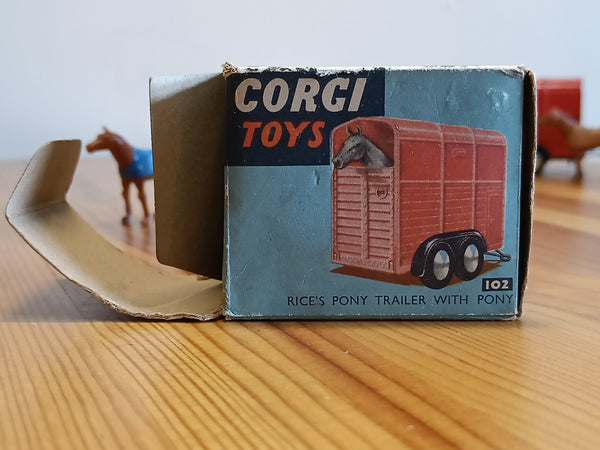 CORGI
TOYS
102
RICE'S PONY TRAILER WITH PONY